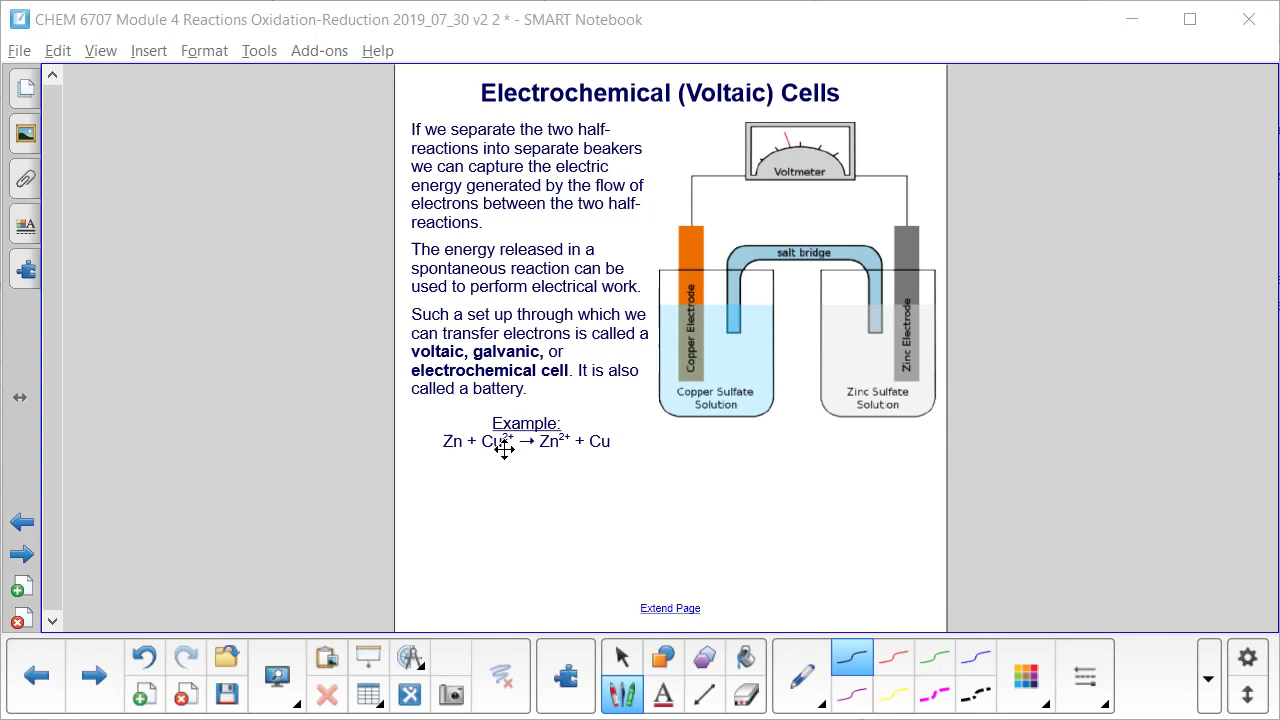 CHEM 6707 Module 4 Reactions Oxidation-Reduction 2019_07_30 v2 2 * - SMART Notebook
File Edit View Insert Format Tools Add-ons Help
Electrochemical (Voltaic) Cells
If we separate the two half-
reactions into separate beakers
we can capture the electric
energy generated by the flow of
electrons between the two half-
reactions.
The energy released in a
spontaneous reaction can be
used to perform electrical work.
Such a set up through which we
can transfer electrons is called a
voltaic, galvanic, or
electrochemical cell. It is also
called a battery.
Example:
Zn + Cu²⁺ → Zn²⁺ + Cu
Voltmeter
salt bridge
Copper Electrode
Zinc Electrode
Copper Sulfate
Solution
Zinc Sulfate
Solution
Extend Page